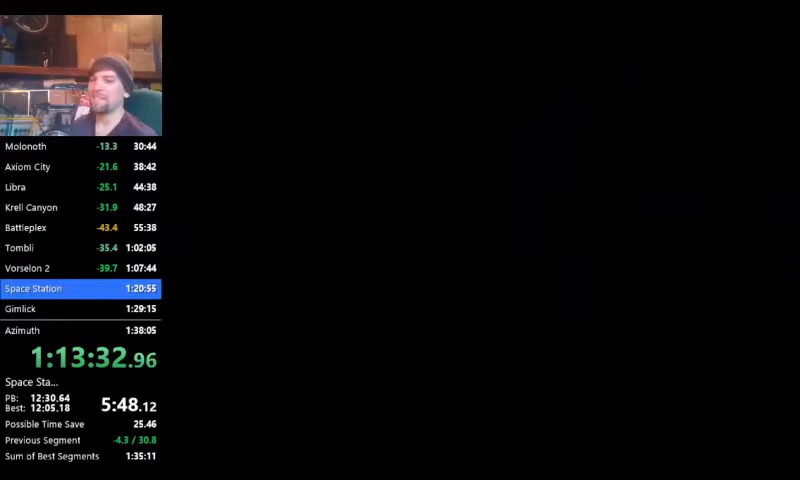 Molonoth -13.3 30:44
Axiom City -21.6 38:42
Libra -25.1 44:38
Krell Canyon -31.9 48:27
Battleplex -43.4 55:38
Tombli -35.4 1:02:05
Vorselon 2 -39.7 1:07:44
Space Station 1:20:55
Gimlick 1:29:15
Azimuth 1:38:05
1:13:32.96
Space Sta...
PB: 12:30.64
Best: 12:05.18 5:48.12
Possible Time Save 25.46
Previous Segment -4.3 / 30.8
Sum of Best Segments 1:35:11